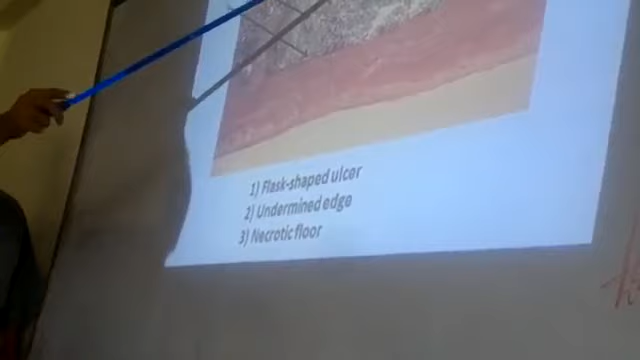 1) Flask-shaped ulcer
2) Undermined edge
3) Necrotic floor